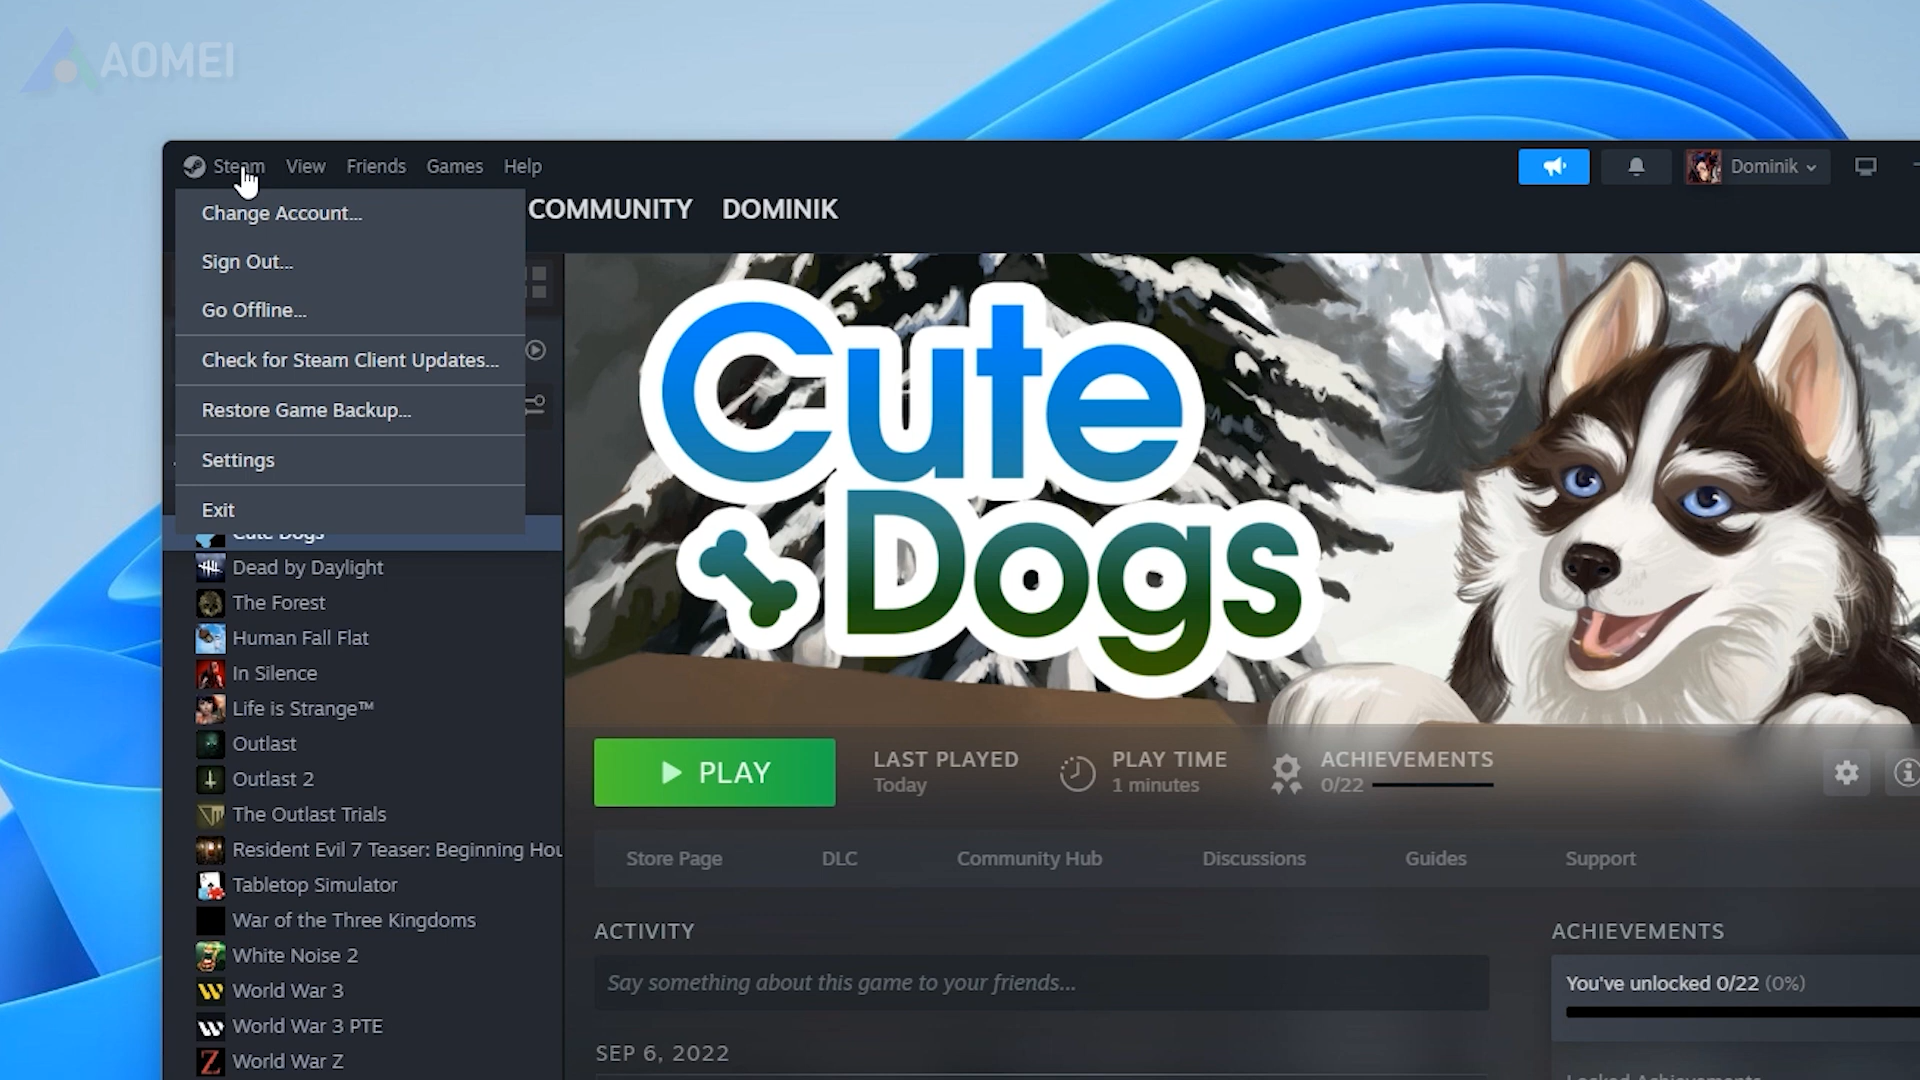 AOMEI
Steam View Friends Games Help
Dominik
COMMUNITY DOMINIK
Change Account...
Sign Out...
Go Offline...
Check for Steam Client Updates...
Restore Game Backup...
Settings
Exit
Cute Dogs
Dead by Daylight
The Forest
Human Fall Flat
In Silence
Life is Strange™
Outlast
Outlast 2
The Outlast Trials
Resident Evil 7 Teaser: Beginning Hou
Tabletop Simulator
War of the Three Kingdoms
White Noise 2
World War 3
World War 3 PTE
World War Z
Cute
Dogs
PLAY
LAST PLAYED
Today
PLAY TIME
1 minutes
ACHIEVEMENTS
0/22
Store Page DLC Community Hub Discussions Guides Support
ACTIVITY
Say something about this game to your friends...
SEP 6, 2022
ACHIEVEMENTS
You've unlocked 0/22 (0%)
Locked Achievements